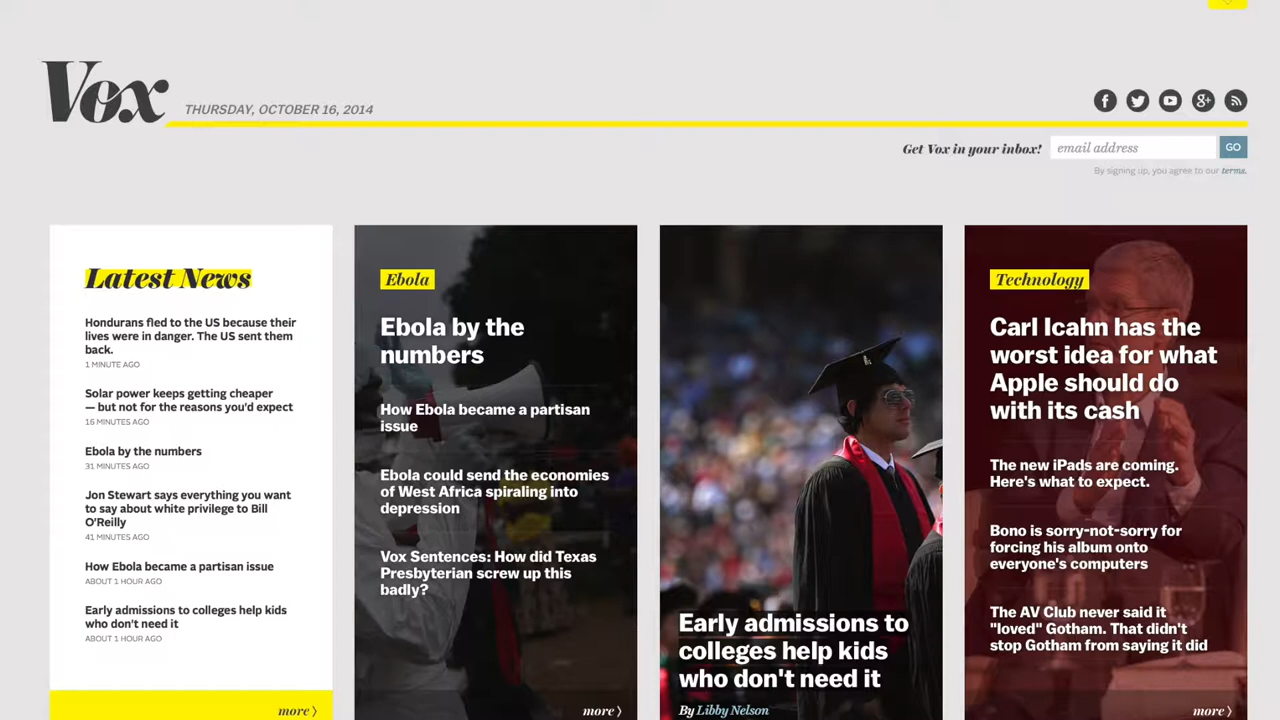 Vox
THURSDAY, OCTOBER 16, 2014
Get Vox in your inbox!
email address
GO
By signing up, you agree to our terms.
Latest News
Hondurans fled to the US because their
lives were in danger. The US sent them
back.
1 MINUTE AGO
Solar power keeps getting cheaper
— but not for the reasons you'd expect
16 MINUTES AGO
Ebola by the numbers
31 MINUTES AGO
Jon Stewart says everything you want
to say about white privilege to Bill
O'Reilly
41 MINUTES AGO
How Ebola became a partisan issue
ABOUT 1 HOUR AGO
Early admissions to colleges help kids
who don't need it
ABOUT 1 HOUR AGO
more 〉
Ebola
Ebola by the
numbers
How Ebola became a partisan
issue
Ebola could send the economies
of West Africa spiraling into
depression
Vox Sentences: How did Texas
Presbyterian screw up this
badly?
more 〉
Early admissions to
colleges help kids
who don't need it
By Libby Nelson
Technology
Carl Icahn has the
worst idea for what
Apple should do
with its cash
The new iPads are coming.
Here's what to expect.
Bono is sorry-not-sorry for
forcing his album onto
everyone's computers
The AV Club never said it
"loved" Gotham. That didn't
stop Gotham from saying it did
more 〉